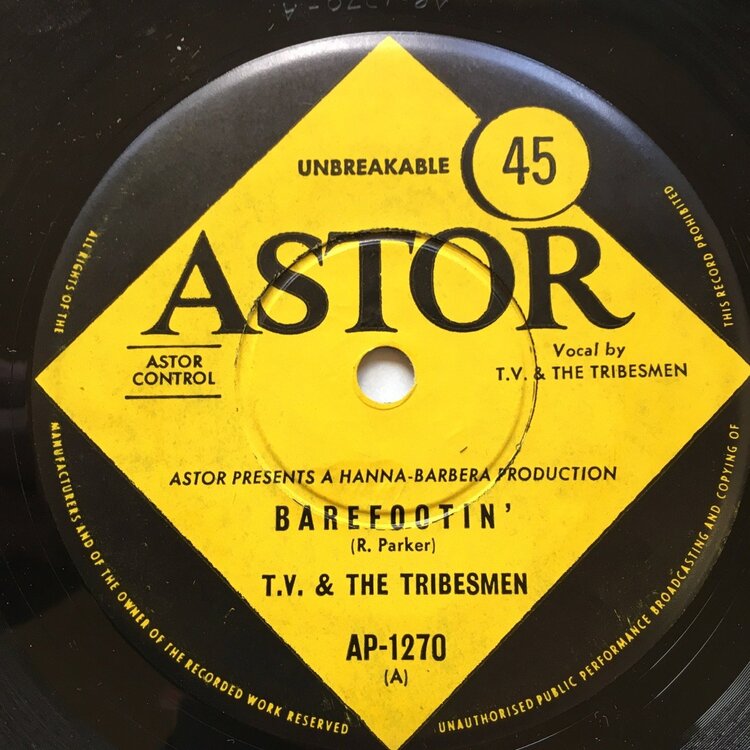 AP-1270-A
UNBREAKABLE
45
ASTOR
ASTOR
CONTROL
Vocal by
T.V. & THE TRIBESMEN
ASTOR PRESENTS A HANNA-BARBERA PRODUCTION
BAREFOOTIN'
(R. Parker)
T.V. & THE TRIBESMEN
AP-1270
(A)
ALL RIGHTS OF THE MANUFACTURERS AND OF THE OWNER OF THE RECORDED WORK RESERVED
UNAUTHORISED PUBLIC PERFORMANCE BROADCASTING AND COPYING OF THIS RECORD PROHIBITED